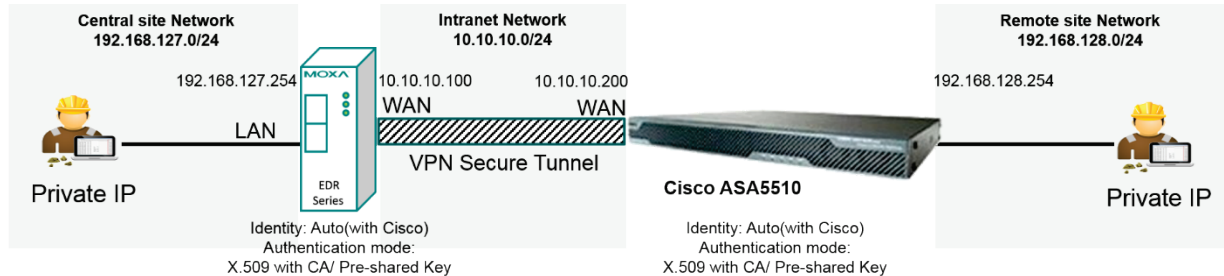 Central site Network
192.168.127.0/24
Intranet Network
10.10.10.0/24
Remote site Network
192.168.128.0/24
192.168.127.254
MOXA
10.10.10.100
10.10.10.200
192.168.128.254
WAN
WAN
LAN
VPN Secure Tunnel
Private IP
EDR
Series
Cisco ASA5510
Private IP
Identity: Auto(with Cisco)
Authentication mode:
X.509 with CA/ Pre-shared Key
Identity: Auto(with Cisco)
Authentication mode:
X.509 with CA/ Pre-shared Key